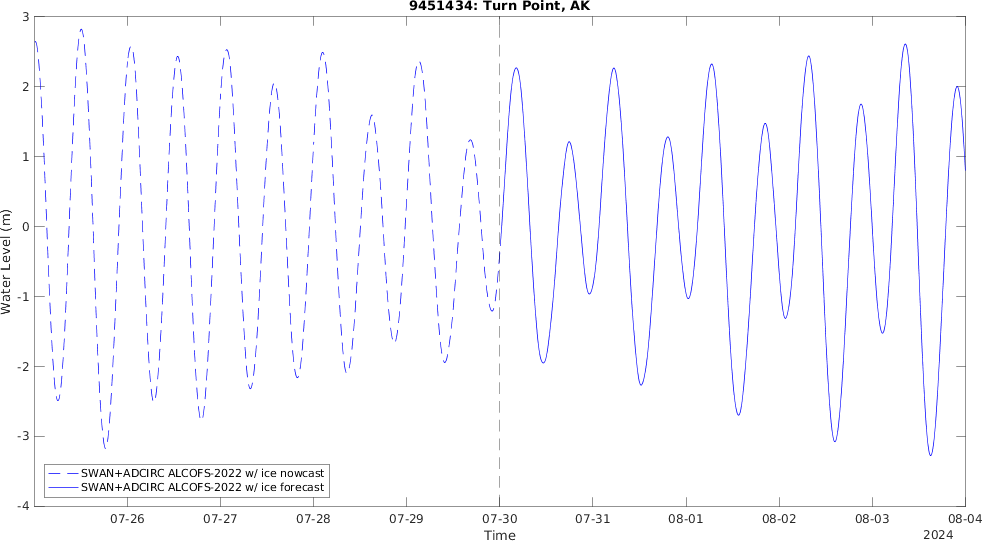 9451434: Turn Point, AK
3
2
1
0
-1
-2
-3
-4
Water Level (m)
SWAN+ADCIRC ALCOFS-2022 w/ ice nowcast
SWAN+ADCIRC ALCOFS-2022 w/ ice forecast
07-26 07-27 07-28 07-29 07-30 07-31 08-01 08-02 08-03 08-04
Time
2024